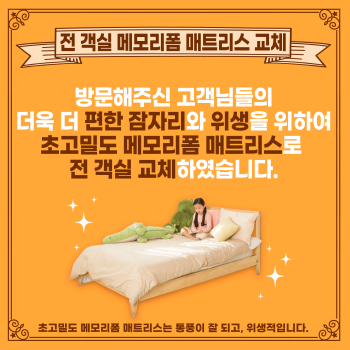 전 객실 메모리폼 매트리스 교체
방문해주신 고객님들의
더욱 더 편한 잠자리와 위생을 위하여
초고밀도 메모리폼 매트리스로
전 객실 교체하였습니다.
초고밀도 메모리폼 매트리스는 통풍이 잘 되고, 위생적입니다.